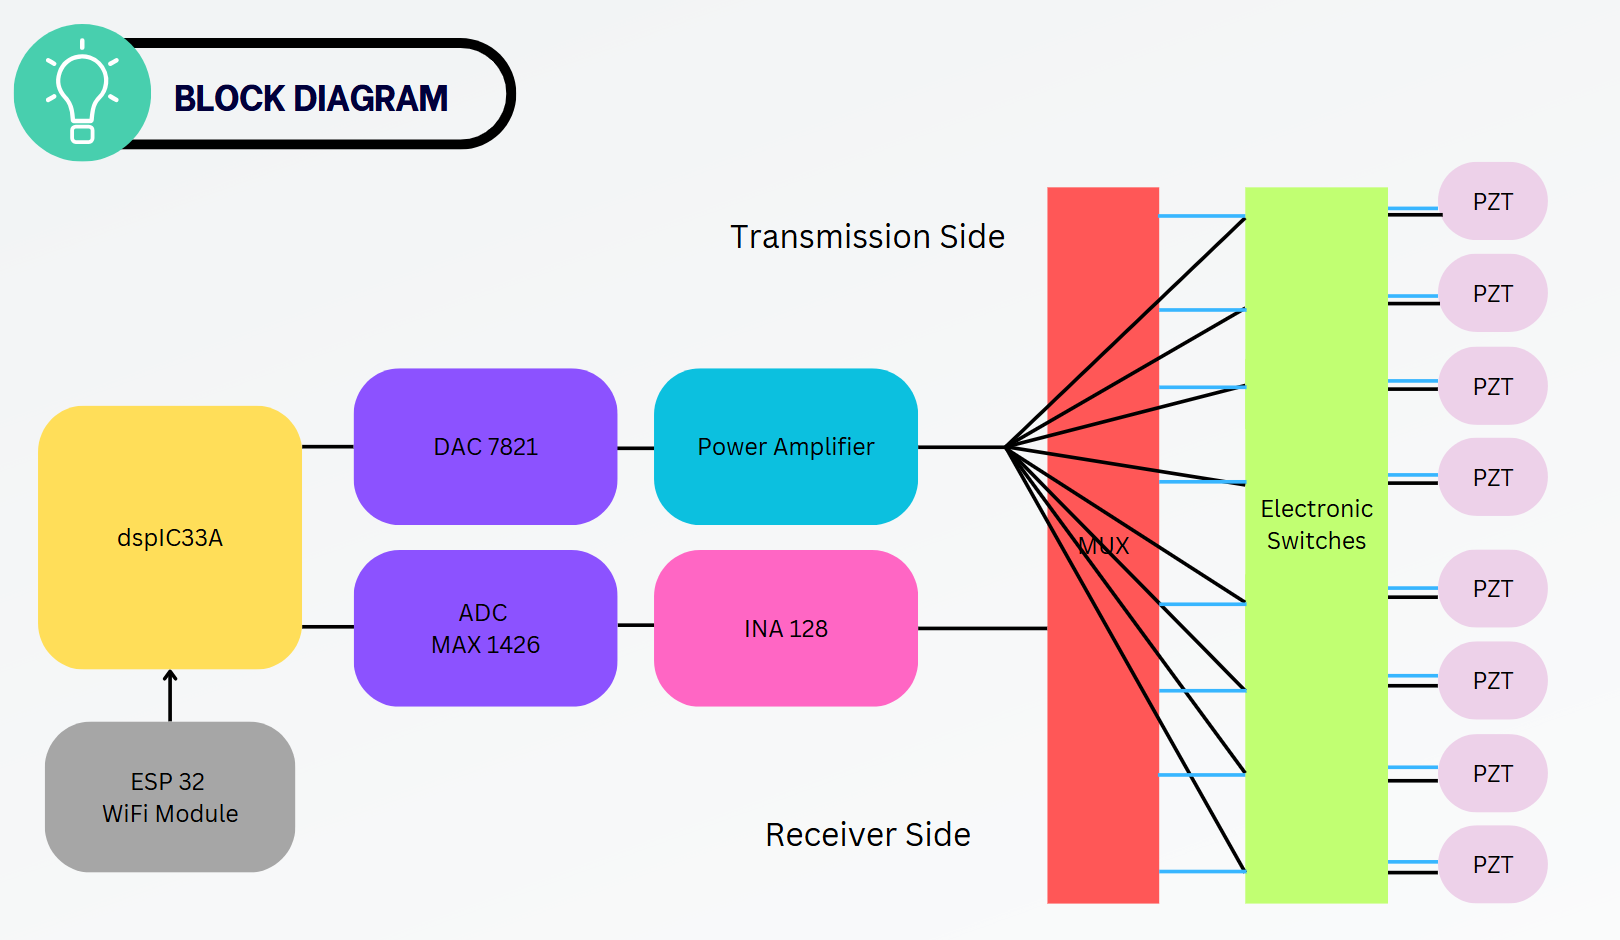 BLOCK DIAGRAM
Transmission Side
dspIC33A
DAC 7821
Power Amplifier
ADC
MAX 1426
INA 128
ESP 32
WiFi Module
Receiver Side
MUX
Electronic
Switches
PZT
PZT
PZT
PZT
PZT
PZT
PZT
PZT